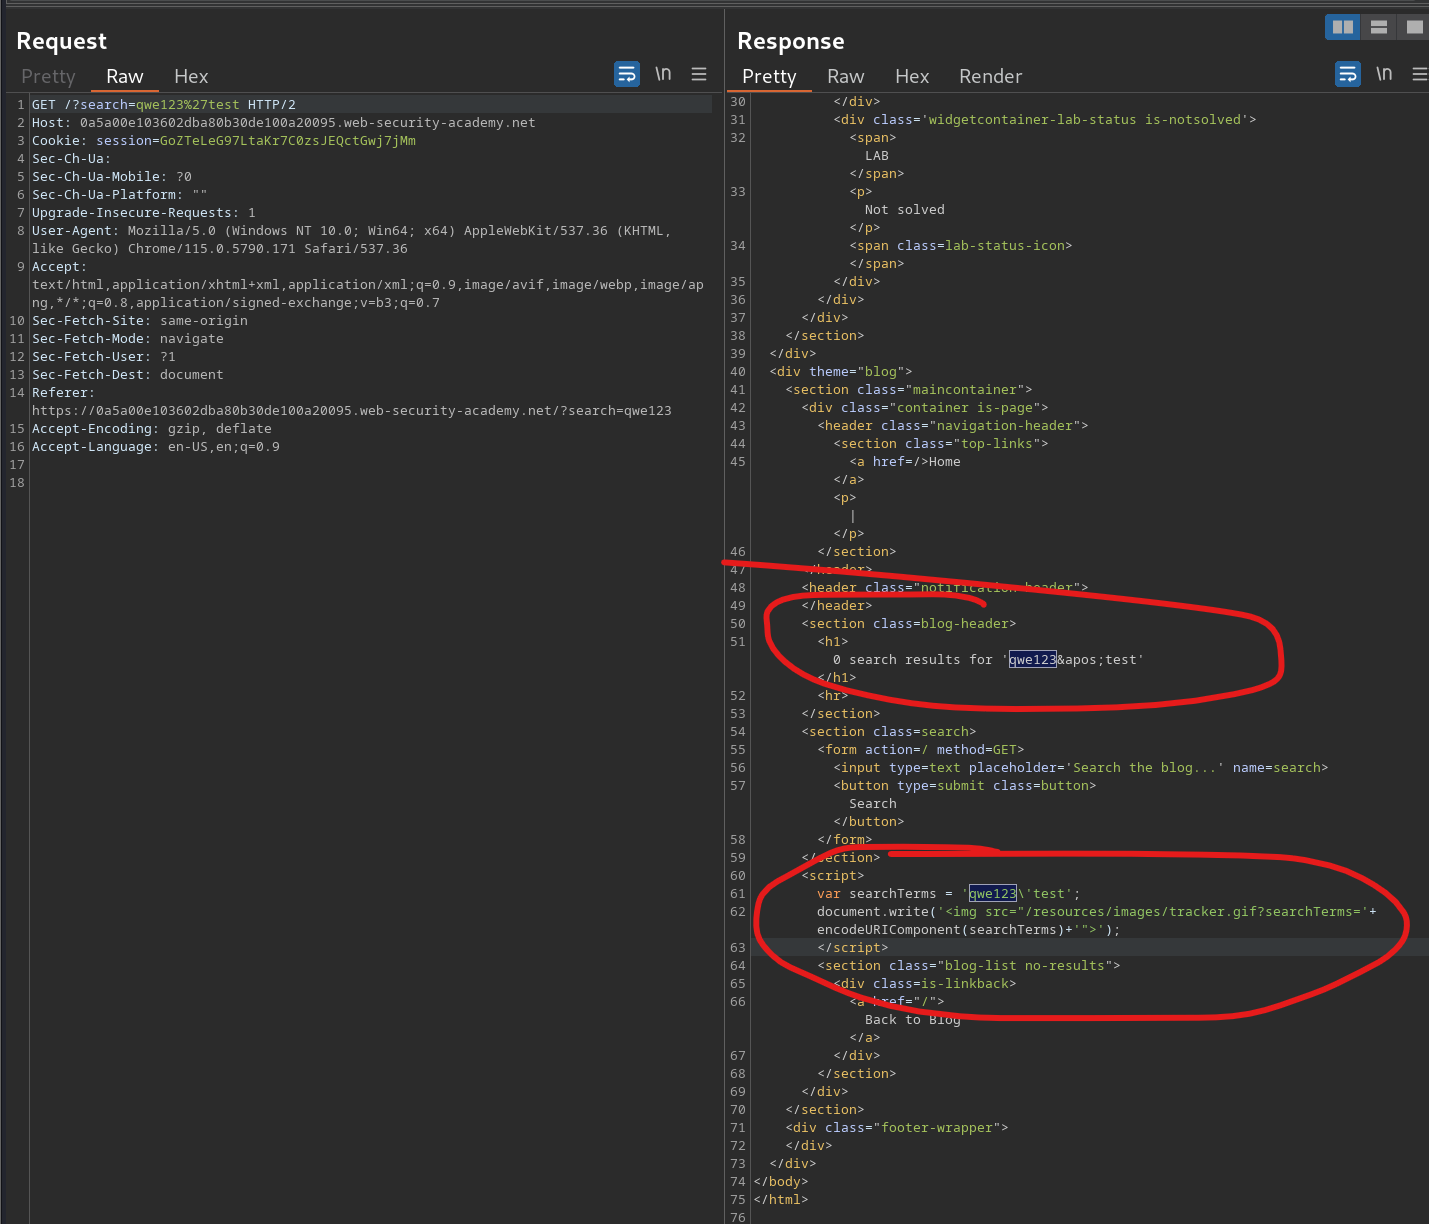 Request
Pretty Raw Hex \n
1 GET /?search=qwe123%27test HTTP/2
2 Host: 0a5a00e103602dba80b30de100a20095.web-security-academy.net
3 Cookie: session=GoZTeLeG97LtaKr7C0zsJEQctGwj7jMm
4 Sec-Ch-Ua:
5 Sec-Ch-Ua-Mobile: ?0
6 Sec-Ch-Ua-Platform: ""
7 Upgrade-Insecure-Requests: 1
8 User-Agent: Mozilla/5.0 (Windows NT 10.0; Win64; x64) AppleWebKit/537.36 (KHTML,
like Gecko) Chrome/115.0.5790.171 Safari/537.36
9 Accept:
text/html,application/xhtml+xml,application/xml;q=0.9,image/avif,image/webp,image/ap
ng,*/*;q=0.8,application/signed-exchange;v=b3;q=0.7
10 Sec-Fetch-Site: same-origin
11 Sec-Fetch-Mode: navigate
12 Sec-Fetch-User: ?1
13 Sec-Fetch-Dest: document
14 Referer:
https://0a5a00e103602dba80b30de100a20095.web-security-academy.net/?search=qwe123
15 Accept-Encoding: gzip, deflate
16 Accept-Language: en-US,en;q=0.9
17
18
Response
Pretty Raw Hex Render \n
30 </div>
31 <div class='widgetcontainer-lab-status is-notsolved'>
32 <span>
LAB
</span>
33 <p>
Not solved
</p>
34 <span class=lab-status-icon>
</span>
35 </div>
36 </div>
37 </div>
38 </section>
39 </div>
40 <div theme="blog">
41 <section class="maincontainer">
42 <div class="container is-page">
43 <header class="navigation-header">
44 <section class="top-links">
45 <a href=/>Home
</a>
<p>
|
</p>
46 </section>
47 </header>
48 <header class="notification-header">
49 </header>
50 <section class=blog-header>
51 <h1>
0 search results for 'qwe123&apos;test'
</h1>
52 <hr>
53 </section>
54 <section class=search>
55 <form action=/ method=GET>
56 <input type=text placeholder='Search the blog...' name=search>
57 <button type=submit class=button>
Search
</button>
58 </form>
59 </section>
60 <script>
61 var searchTerms = 'qwe123\'test';
62 document.write('<img src="/resources/images/tracker.gif?searchTerms='+
encodeURIComponent(searchTerms)+'">');
63 </script>
64 <section class="blog-list no-results">
65 <div class=is-linkback>
66 <a href="/">
Back to Blog
</a>
67 </div>
68 </section>
69 </div>
70 </section>
71 <div class="footer-wrapper">
72 </div>
73 </div>
74 </body>
75 </html>
76